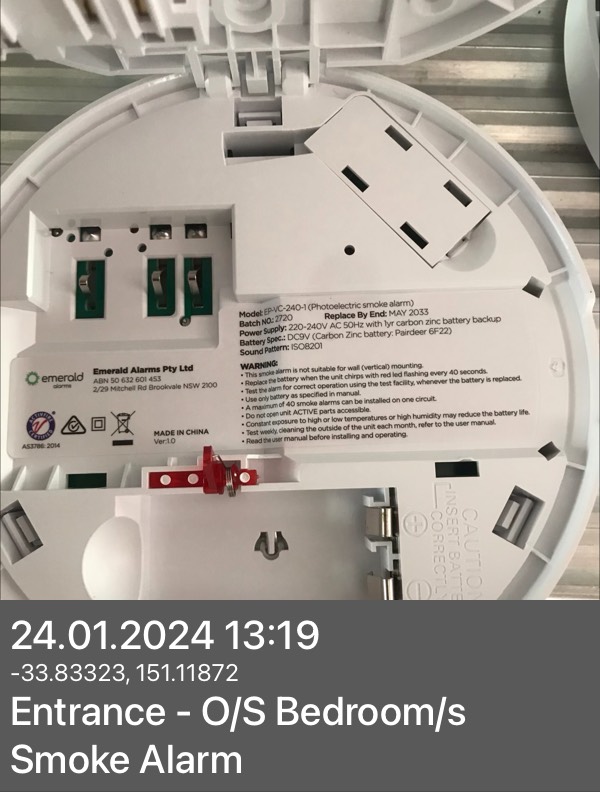 Model: EP-VC-240-1 (Photoelectric smoke alarm)
Batch NO.: 2720 Replace By End: MAY 2033
Power Supply: 220-240V AC 50Hz with 1yr carbon zinc battery backup
Battery Spec.: DC9V (Carbon Zinc battery: Pairdeer 6F22)
Sound Pattern: ISO8201
WARNING:
• This smoke alarm is not suitable for wall (vertical) mounting.
• Replace the battery when the unit chirps with red led flashing every 40 seconds.
• Test the alarm for correct operation using the test facility, whenever the battery is replaced.
• Use only battery as specified in manual.
• A maximum of 40 smoke alarms can be installed on one circuit.
• Do not open unit ACTIVE parts accessible.
• Constant exposure to high or low temperatures or high humidity may reduce the battery life.
• Test weekly, cleaning the outside of the unit each month, refer to the user manual.
• Read the user manual before installing and operating.
emerald
alarms
Emerald Alarms Pty Ltd
ABN 50 632 601 453
2/29 Mitchell Rd Brookvale NSW 2100
AS3786: 2014
MADE IN CHINA
Ver:1.0
CAUTION
INSERT BATTE
CORRECTLY
24.01.2024 13:19
-33.83323, 151.11872
Entrance - O/S Bedroom/s
Smoke Alarm